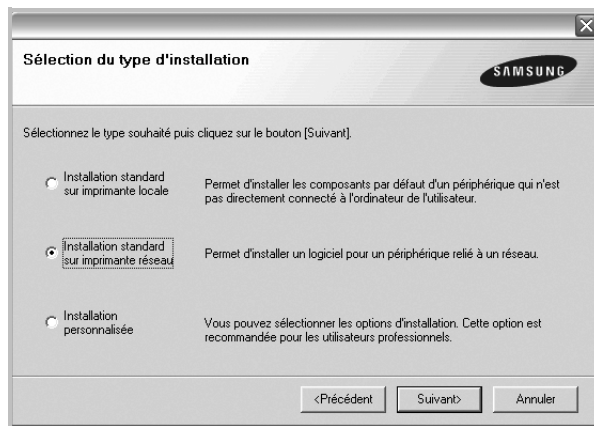 Sélection du type d'installation
SAMSUNG
Sélectionnez le type souhaité puis cliquez sur le bouton [Suivant].
Installation standard
sur imprimante locale
Permet d'installer les composants par défaut d'un périphérique qui n'est
pas directement connecté à l'ordinateur de l'utilisateur.
Installation standard
sur imprimante réseau
Permet d'installer un logiciel pour un périphérique relié à un réseau.
Installation
personnalisée
Vous pouvez sélectionner les options d'installation. Cette option est
recommandée pour les utilisateurs professionnels.
<Précédent
Suivant>
Annuler